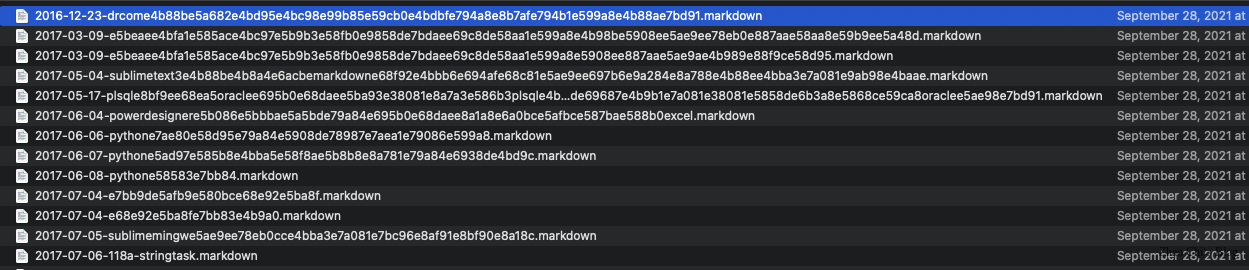 2016-12-23-drcome4b88be5a682e4bd95e4bc98e99b85e59cb0e4bdbfe794a8e8b7afe794b1e599a8e4b88ae7bd91.markdown September 28, 2021 at
2017-03-09-e5beaee4bfa1e585ace4bc97e5b9b3e58fb0e9858de7bdaee69c8de58aa1e599a8e4b98be5908ee5ae9ee78eb0e887aae58aa8e59b9ee5a48d.markdown September 28, 2021 at
2017-03-09-e5beaee4bfa1e585ace4bc97e5b9b3e58fb0e9858de7bdaee69c8de58aa1e599a8e5908ee887aae5ae9ae4b989e88f9ce58d95.markdown September 28, 2021 at
2017-05-04-sublimetext3e4b88be4b8a4e6acbemarkdowne68f92e4bbb6e694afe68c81e5ae9ee697b6e9a284e8a788e4b88ee4bba3e7a081e9ab98e4baae.markdown September 28, 2021 at
2017-05-17-plsqle8bf9ee68ea5oraclee695b0e68daee5ba93e38081e8a7a3e586b3plsqle4b...de69687e4b9b1e7a081e38081e5858de6b3a8e5868ce59ca8oraclee5ae98e7bd91.markdown September 28, 2021 at
2017-06-04-powerdesignere5b086e5bbbae5a5bde79a84e695b0e68daee8a1a8e6a0bce5afbce587bae588b0excel.markdown September 28, 2021 at
2017-06-06-pythone7ae80e58d95e79a84e5908de78987e7aea1e79086e599a8.markdown September 28, 2021 at
2017-06-07-pythone5ad97e585b8e4bba5e58f8ae5b8b8e8a781e79a84e6938de4bd9c.markdown September 28, 2021 at
2017-06-08-pythone58583e7bb84.markdown September 28, 2021 at
2017-07-04-e7bb9de5afb9e580bce68e92e5ba8f.markdown September 28, 2021 at
2017-07-04-e68e92e5ba8fe7bb83e4b9a0.markdown September 28, 2021 at
2017-07-05-sublimemingwe5ae9ee78eb0cce4bba3e7a081e7bc96e8af91e8bf90e8a18c.markdown September 28, 2021 at
2017-07-06-118a-stringtask.markdown September 28, 2021 at